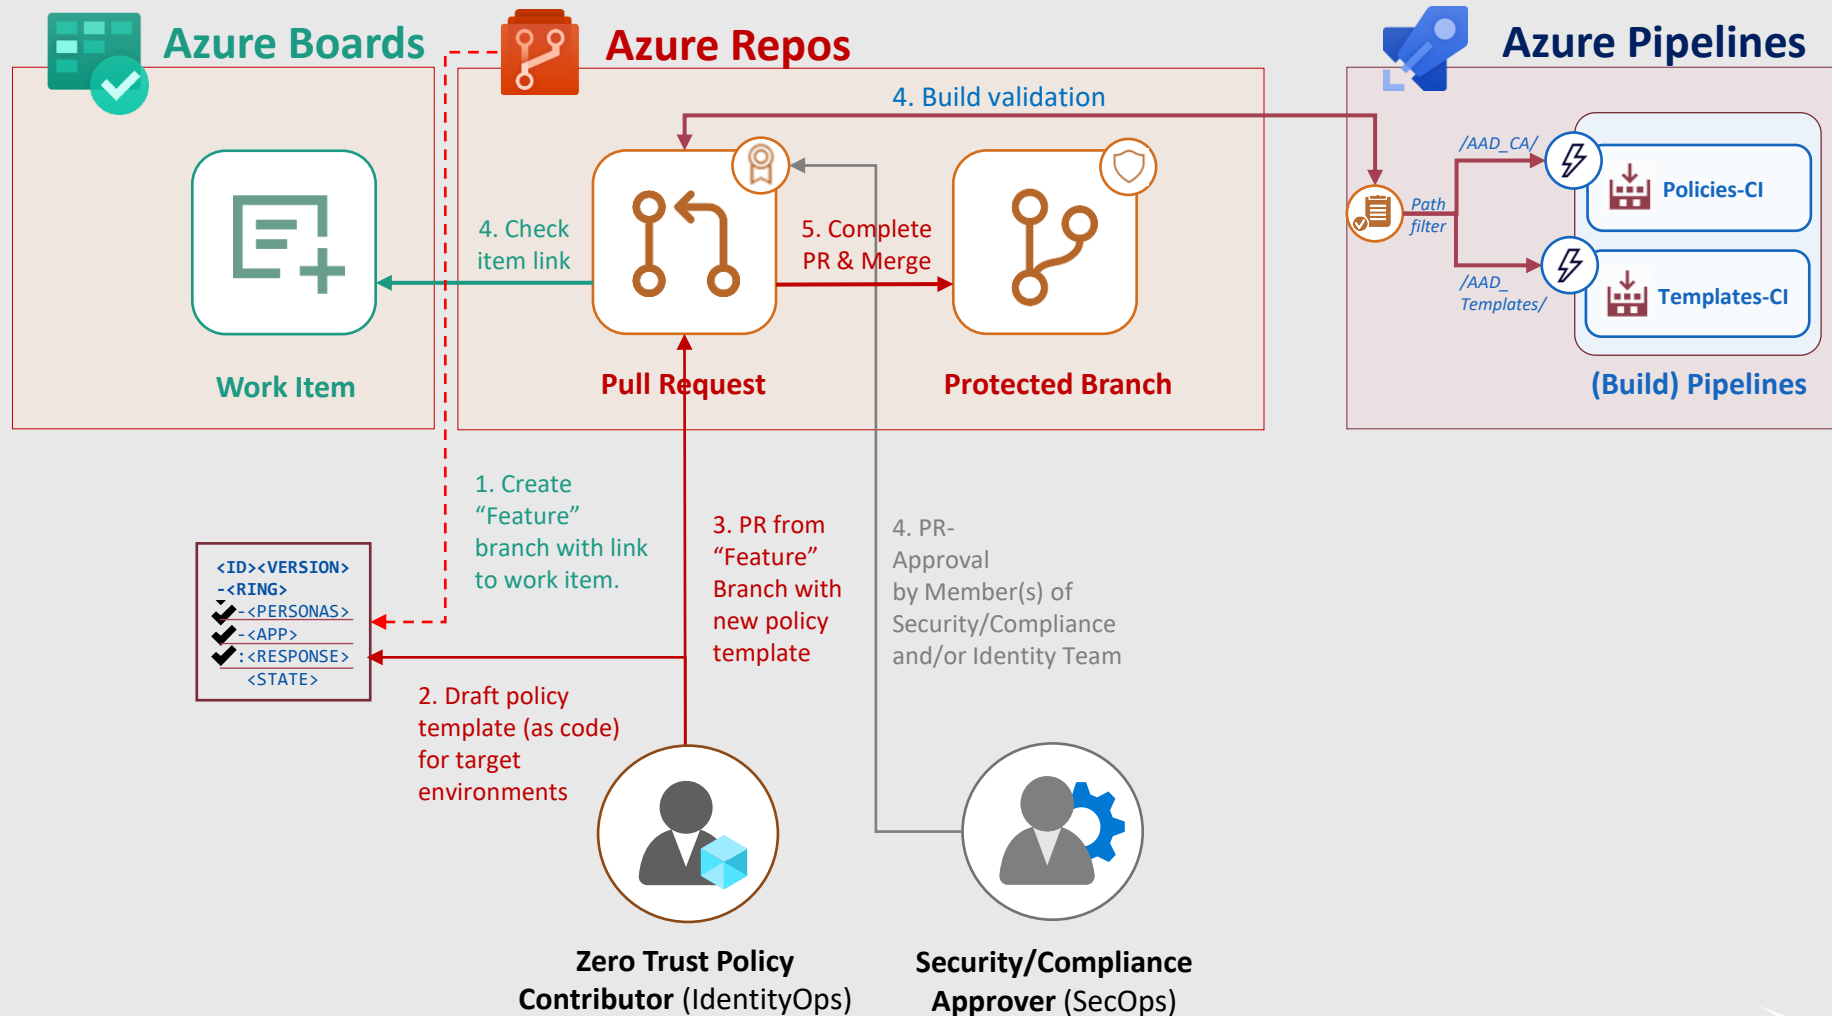 Azure Boards
Azure Repos
Azure Pipelines
4. Build validation
/AAD_CA/
Policies-CI
Path
filter
4. Check
item link
5. Complete
PR & Merge
/AAD_
Templates/
Templates-CI
Work Item
Pull Request
Protected Branch
(Build) Pipelines
1. Create
“Feature”
branch with link
to work item.
3. PR from
“Feature”
Branch with
new policy
template
4. PR-
Approval
by Member(s) of
Security/Compliance
and/or Identity Team
<ID><VERSION>
-<RING>
-<PERSONAS>
-<APP>
:<RESPONSE>
<STATE>
2. Draft policy
template (as code)
for target
environments
Zero Trust Policy
Contributor (IdentityOps)
Security/Compliance
Approver (SecOps)